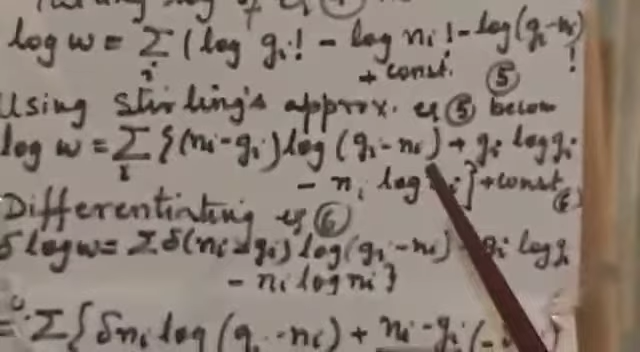 log w = Σ (log gi! - log ni! - log(gi-ni)!
i + const. (5)
Using Stirling's approx. eq (5) below
log w = Σ {(ni-gi) log (gi-ni) + gi log gi
i - ni log ni} + const (6)
Differentiating eq (6)
δ log w = Σ δ(ni-gi) log (gi-ni) gi log gi
- ni log ni}
= Σ {δni log (gi-ni) + ni-gi (-